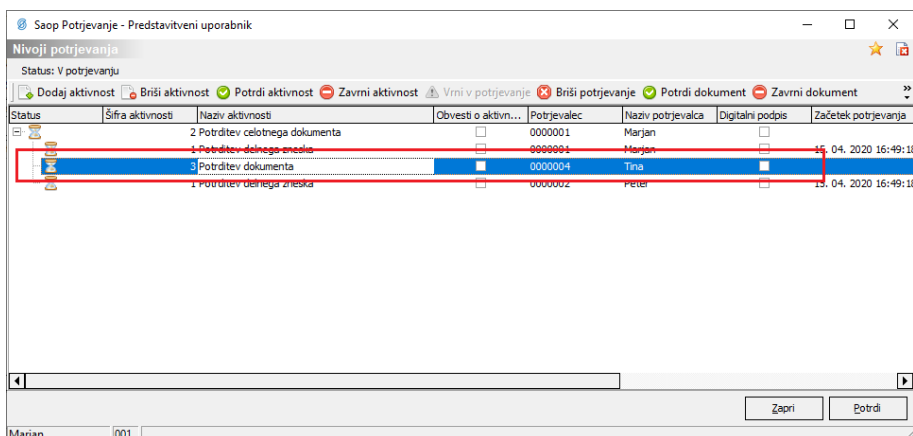 Saop Potrjevanje - Predstavitveni uporabnik
Nivoji potrjevanja
Status: V potrjevanju
Dodaj aktivnost Briši aktivnost Potrdi aktivnost Zavrni aktivnost Vrni v potrjevanje Briši potrjevanje Potrdi dokument Zavrni dokument
Status Šifra aktivnosti Naziv aktivnosti Obvesti o aktivn... Potrjevalec Naziv potrjevalca Digitalni podpis Začetek potrjevanja
2 Potrditev celotnega dokumenta 0000001 Marjan
1 Potrditev delnega zneska 0000001 Marjan 15. 04. 2020 16:49:18
3 Potrditev dokumenta 0000004 Tina
1 Potrditev delnega zneska 0000002 Peter 15. 04. 2020 16:49:18
Zapri Potrdi
Marjan 001